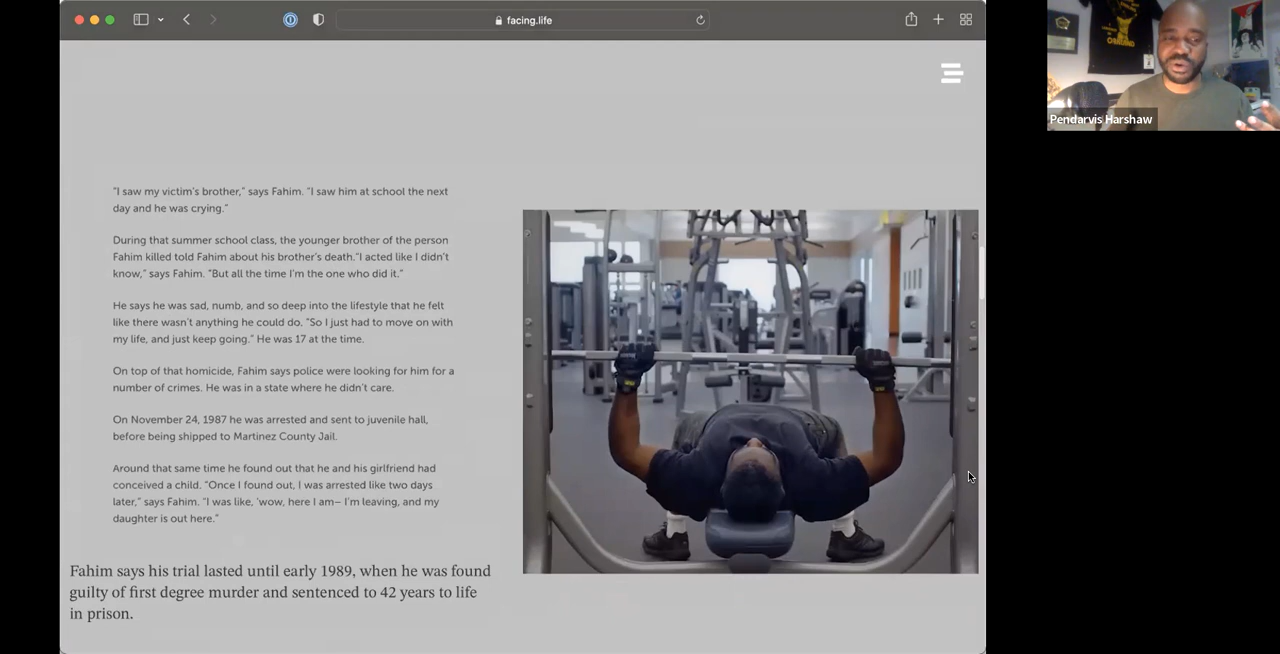 facing.life
Pendarvis Harshaw
"I saw my victim's brother," says Fahim. "I saw him at school the next
day and he was crying."
During that summer school class, the younger brother of the person
Fahim killed told Fahim about his brother's death."I acted like I didn't
know," says Fahim. "But all the time I'm the one who did it."
He says he was sad, numb, and so deep into the lifestyle that he felt
like there wasn't anything he could do. "So I just had to move on with
my life, and just keep going." He was 17 at the time.
On top of that homicide, Fahim says police were looking for him for a
number of crimes. He was in a state where he didn't care.
On November 24, 1987 he was arrested and sent to juvenile hall,
before being shipped to Martinez County Jail.
Around that same time he found out that he and his girlfriend had
conceived a child. "Once I found out, I was arrested like two days
later," says Fahim. "I was like, 'wow, here I am– I'm leaving, and my
daughter is out here."
Fahim says his trial lasted until early 1989, when he was found
guilty of first degree murder and sentenced to 42 years to life
in prison.